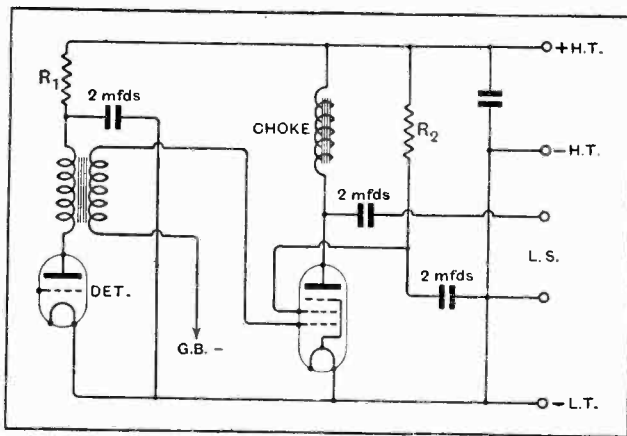 + H.T.
R1
2 mfds
CHOKE
R2
- H.T.
2 mfds
L.S.
2 mfds
DET.
G.B. -
- L.T.